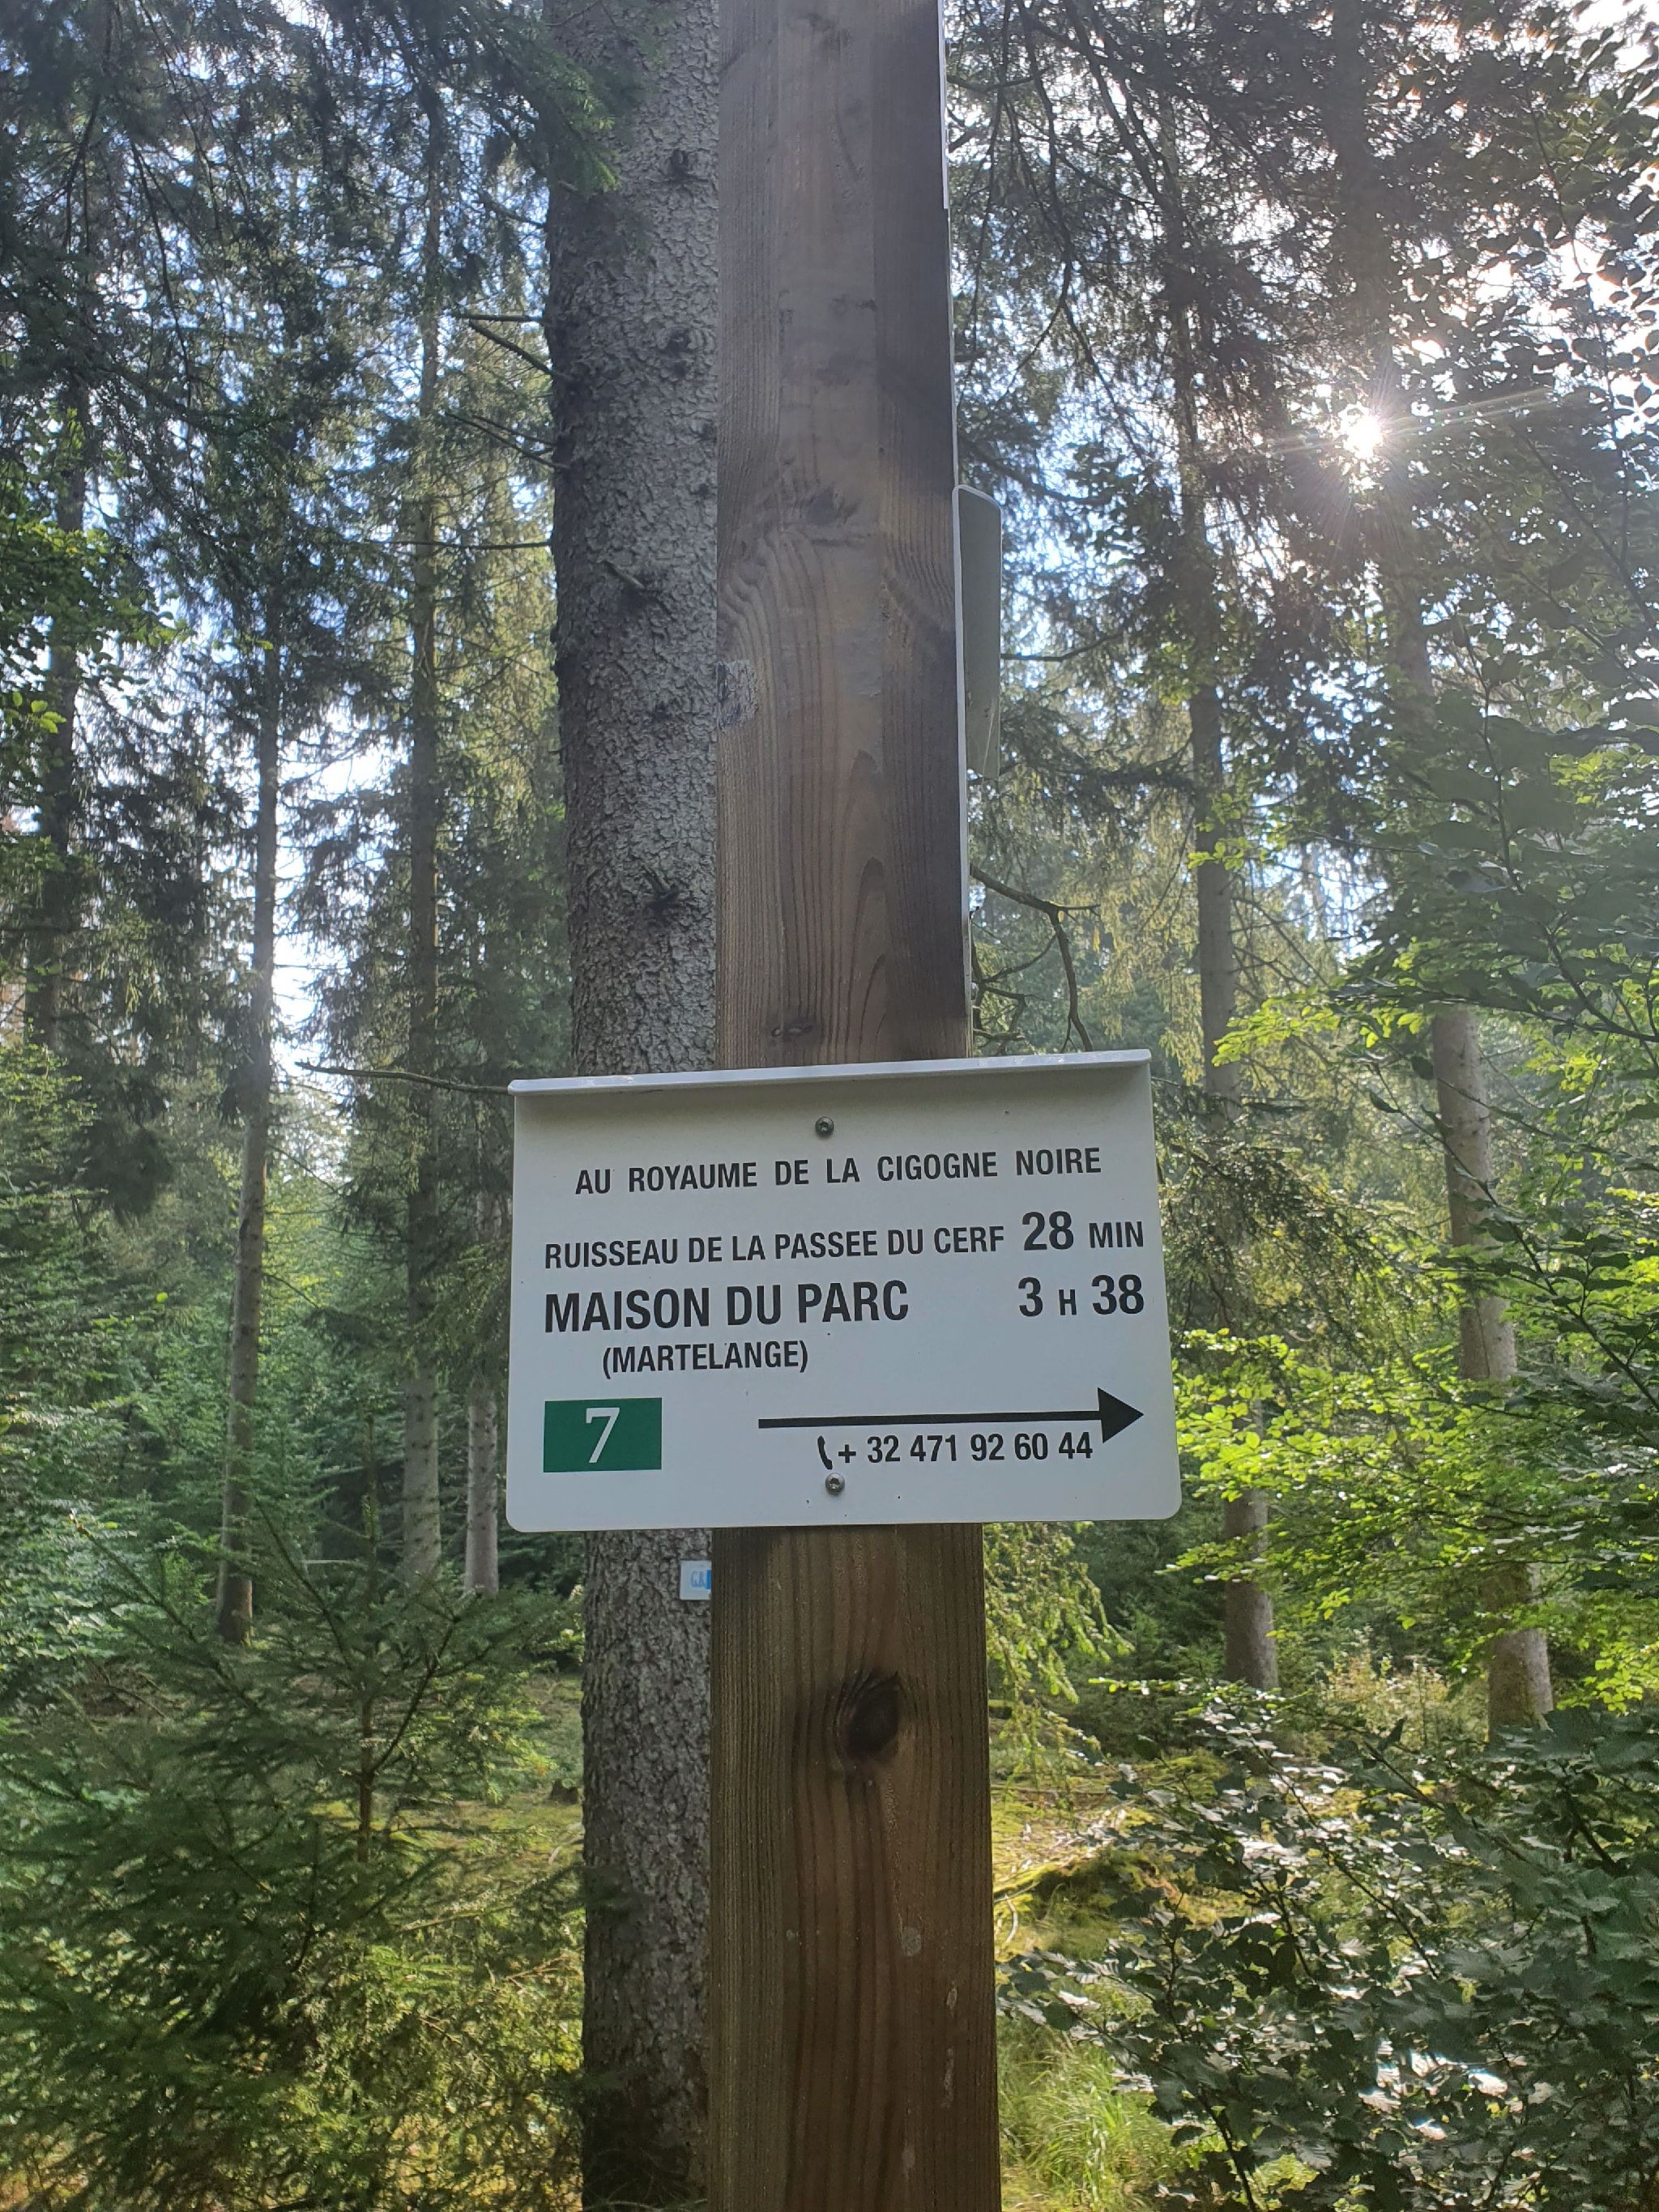 AU ROYAUME DE LA CIGOGNE NOIRE
RUISSEAU DE LA PASSEE DU CERF 28 MIN
MAISON DU PARC 3 H 38
(MARTELANGE)
7
+ 32 471 92 60 44